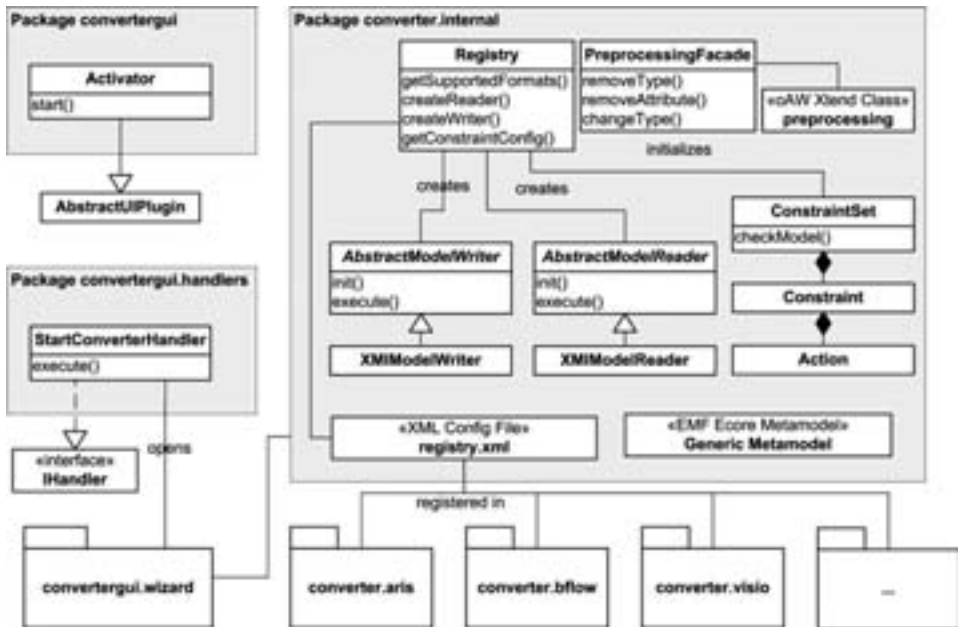 Package convertergui
Activator
start()
AbstractUIPlugin
Package convertergui.handlers
StartConverterHandler
execute()
«interface»
IHandler
opens
Package converter.internal
Registry
getSupportedFormats()
createReader()
createWriter()
getConstraintConfig()
PreprocessingFacade
removeType()
removeAttribute()
changeType()
«oAW Xtend Class»
preprocessing
initializes
creates
creates
AbstractModelWriter
init()
execute()
AbstractModelReader
init()
execute()
ConstraintSet
checkModel()
Constraint
Action
XMIModelWriter
XMIModelReader
«XML Config File»
registry.xml
«EMF Ecore Metamodel»
Generic Metamodel
registered in
convertergui.wizard
converter.aris
converter.bflow
converter.visio
...